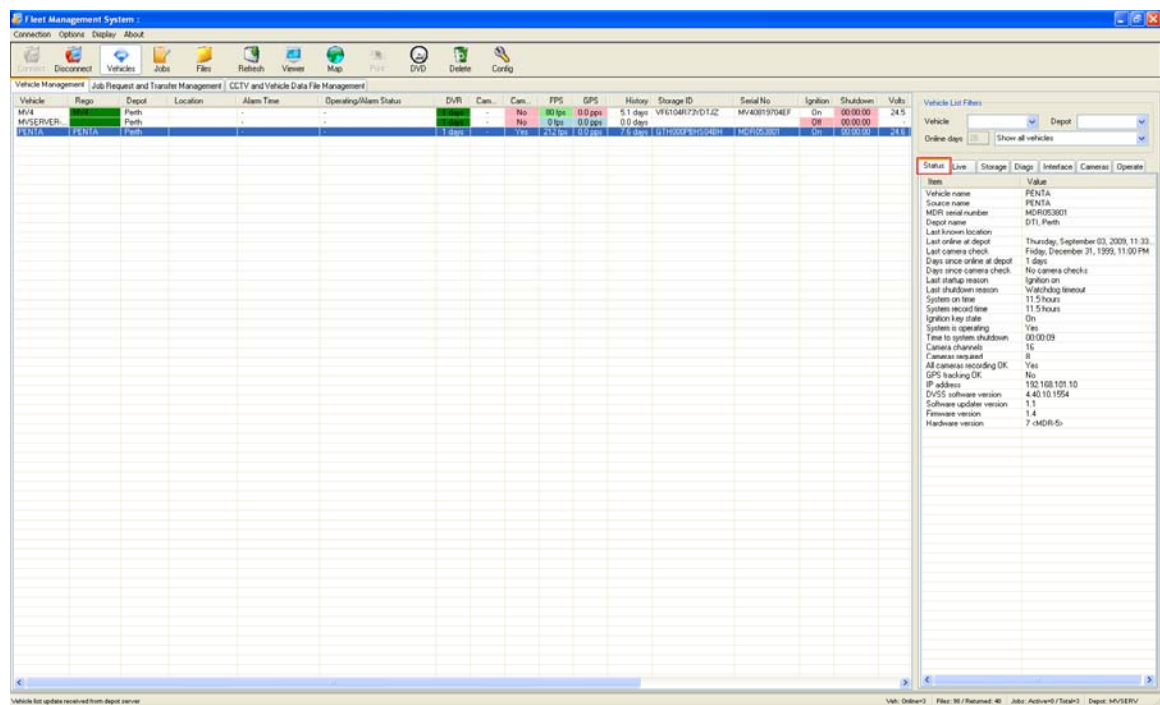 Fleet Management System :
Connection Options Display About
Connect Disconnect Vehicles Jobs Files Refresh Viewer Map Print DVD Delete Config
Vehicle Management Job Request and Transfer Management CCTV and Vehicle Data File Management
Vehicle Rego Depot Location Alarm Time Operating/Alarm Status DVR Cam... Cam... FPS GPS History Storage ID Serial No Ignition Shutdown Volts
MV4 MV4 Perth - - 1 days - No 80 fps 0.0 pps 5.1 days On 00:00:00 24.5
MVSERVER-... Perth - - 1 days - No 0 fps 0.0 pps 0.0 days Off 00:00:00 -
PENTA PENTA Perth - - 1 days - Yes 212 fps 0.0 pps 7.6 days MDR053801 On 00:00:00 24.6
Vehicle List Filters
Vehicle Depot
Online days 28 Show all vehicles
Status Live Storage Diags Interface Cameras Operate
Item Value
Vehicle name PENTA
Source name PENTA
MDR serial number MDR053801
Depot name DTI, Perth
Last known location
Last online at depot Thursday, September 03, 2009, 11:33...
Last camera check Friday, December 31, 1999, 11:00 PM
Days since online at depot 1 days
Days since camera check No camera checks
Last startup reason Ignition on
Last shutdown reason Watchdog timeout
System on time 11.5 hours
System record time 11.5 hours
Ignition key state On
System is operating Yes
Time to system shutdown 00:00:09
Camera channels 16
Cameras required 8
All cameras recording OK Yes
GPS tracking OK No
IP address 192.168.101.10
DVSS software version 4.40.10.1554
Software updater version 1.1
Firmware version 1.4
Hardware version 7 <MDR-5>
Vehicle list update received from depot server
Veh: Online=3 Files: 98 / Returned: 40 Jobs: Active=0 / Total=3 Depot: MVSERV